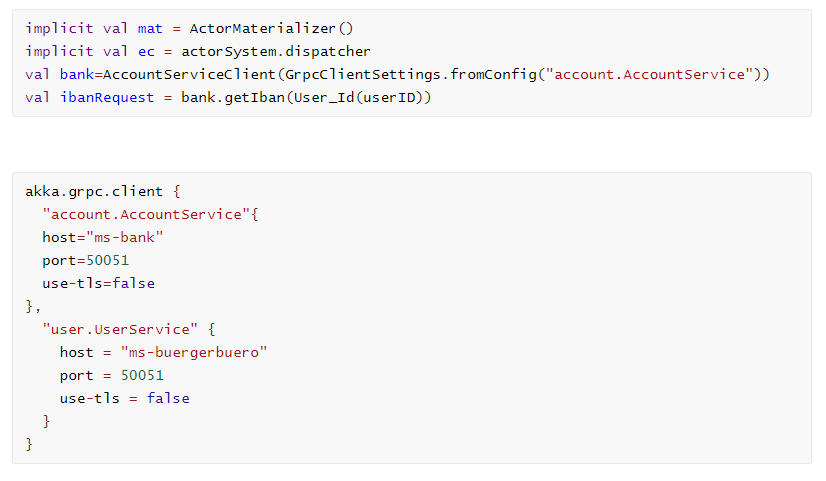 implicit val mat = ActorMaterializer()
implicit val ec = actorSystem.dispatcher
val bank=AccountServiceClient(GrpcClientSettings.fromConfig("account.AccountService"))
val ibanRequest = bank.getIban(User_Id(userID))
akka.grpc.client {
  "account.AccountService"{
  host="ms-bank"
  port=50051
  use-tls=false
},
  "user.UserService" {
    host = "ms-buergerbuero"
    port = 50051
    use-tls = false
  }
}